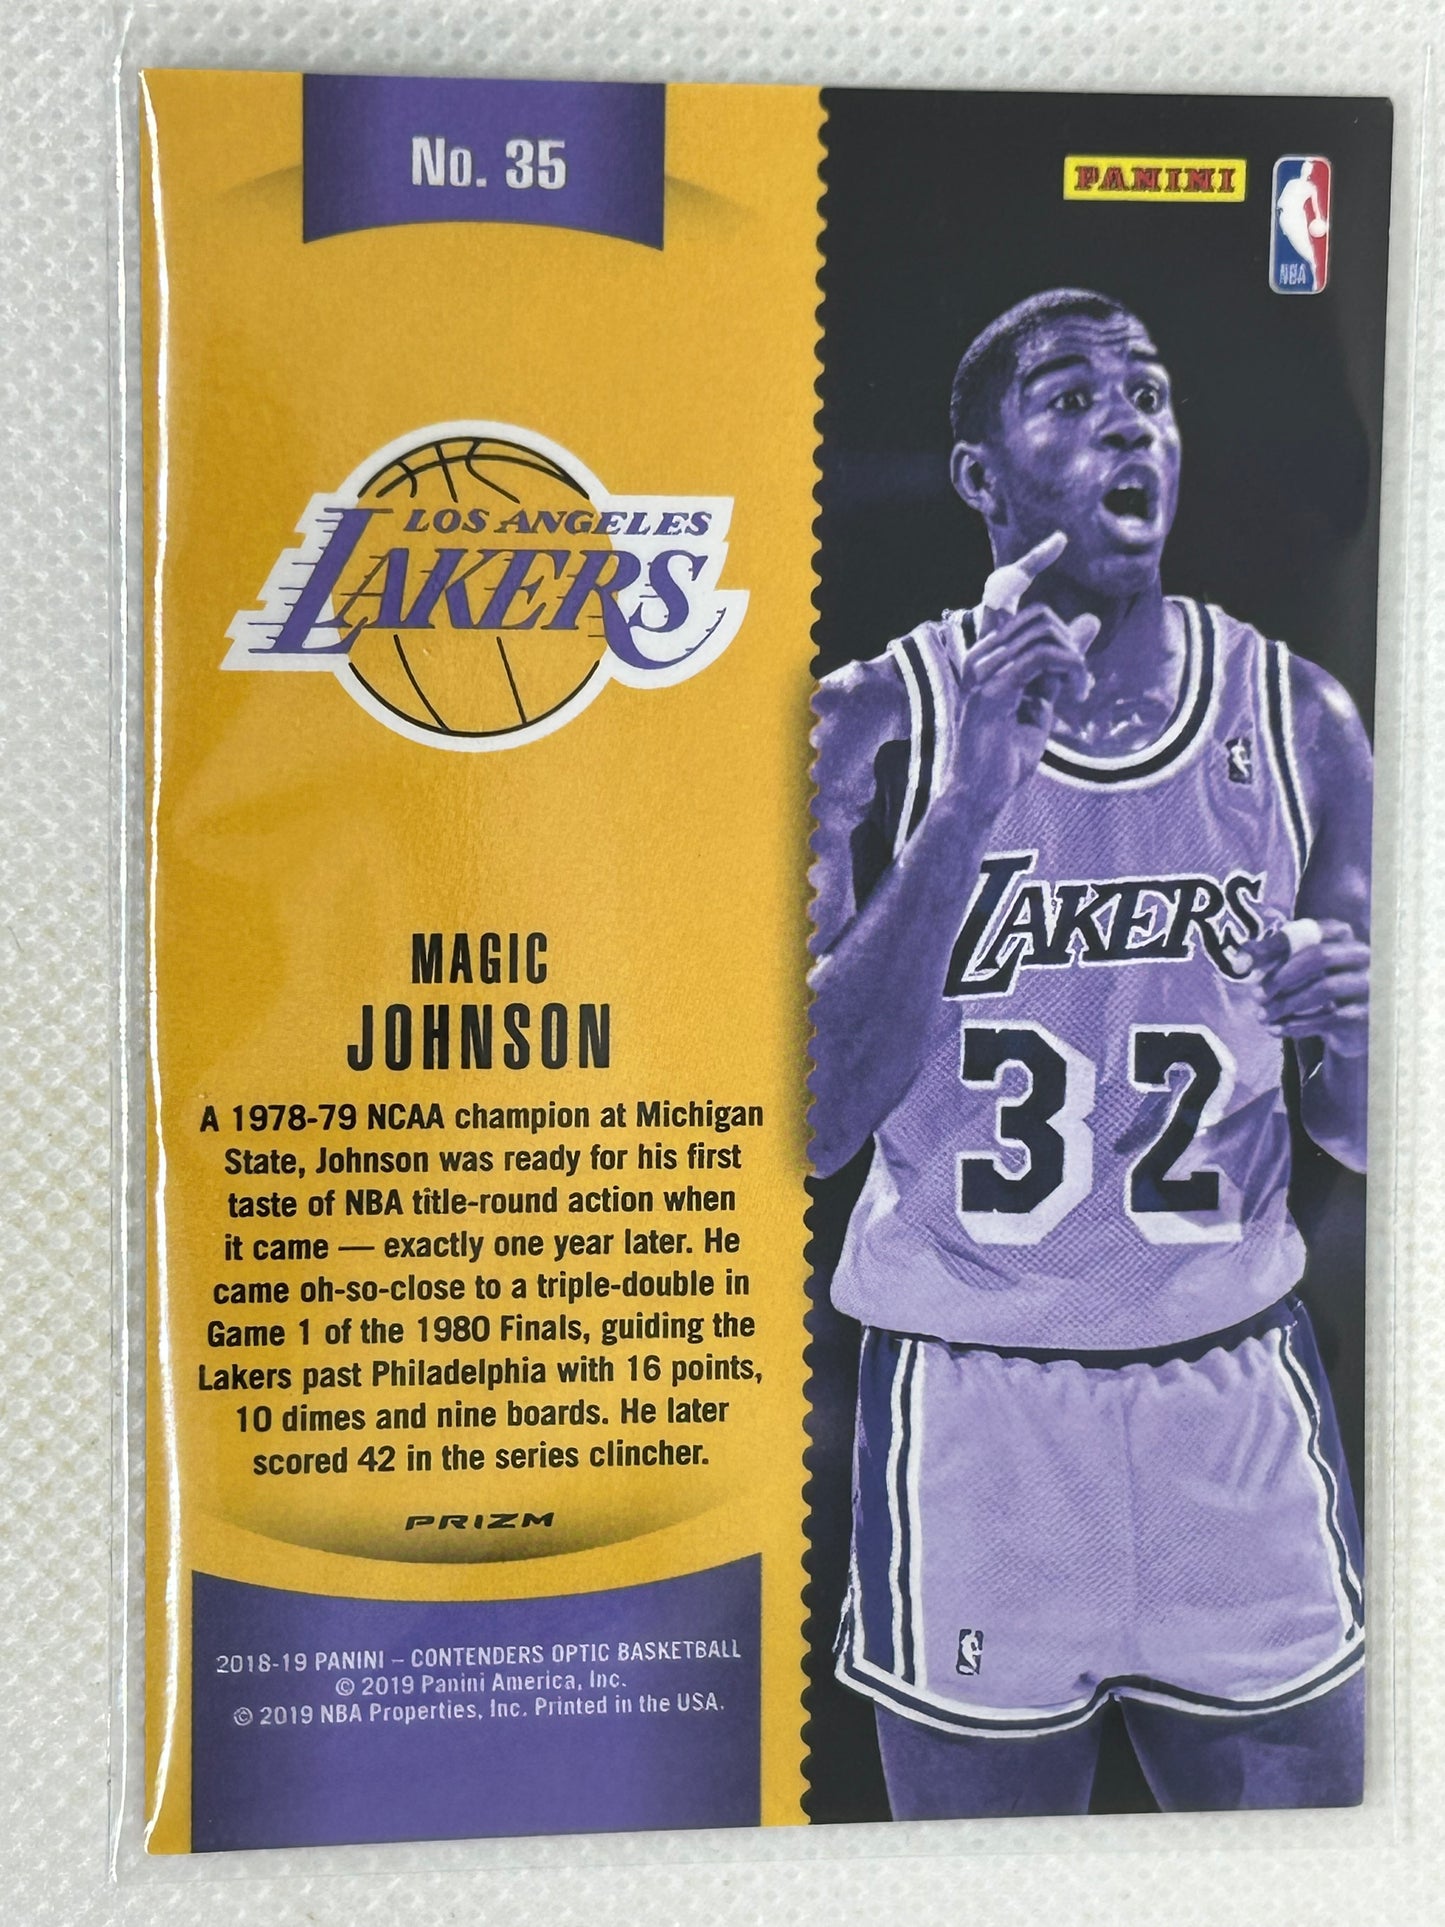 No. 35
PANINI
NBA
LOS ANGELES
LAKERS
LAKERS
32
MAGIC
JOHNSON
A 1978-79 NCAA champion at Michigan
State, Johnson was ready for his first
taste of NBA title-round action when
it came — exactly one year later. He
came oh-so-close to a triple-double in
Game 1 of the 1980 Finals, guiding the
Lakers past Philadelphia with 16 points,
10 dimes and nine boards. He later
scored 42 in the series clincher.
PRIZM
2018-19 PANINI – CONTENDERS OPTIC BASKETBALL
© 2019 Panini America, Inc.
© 2019 NBA Properties, Inc. Printed in the USA.